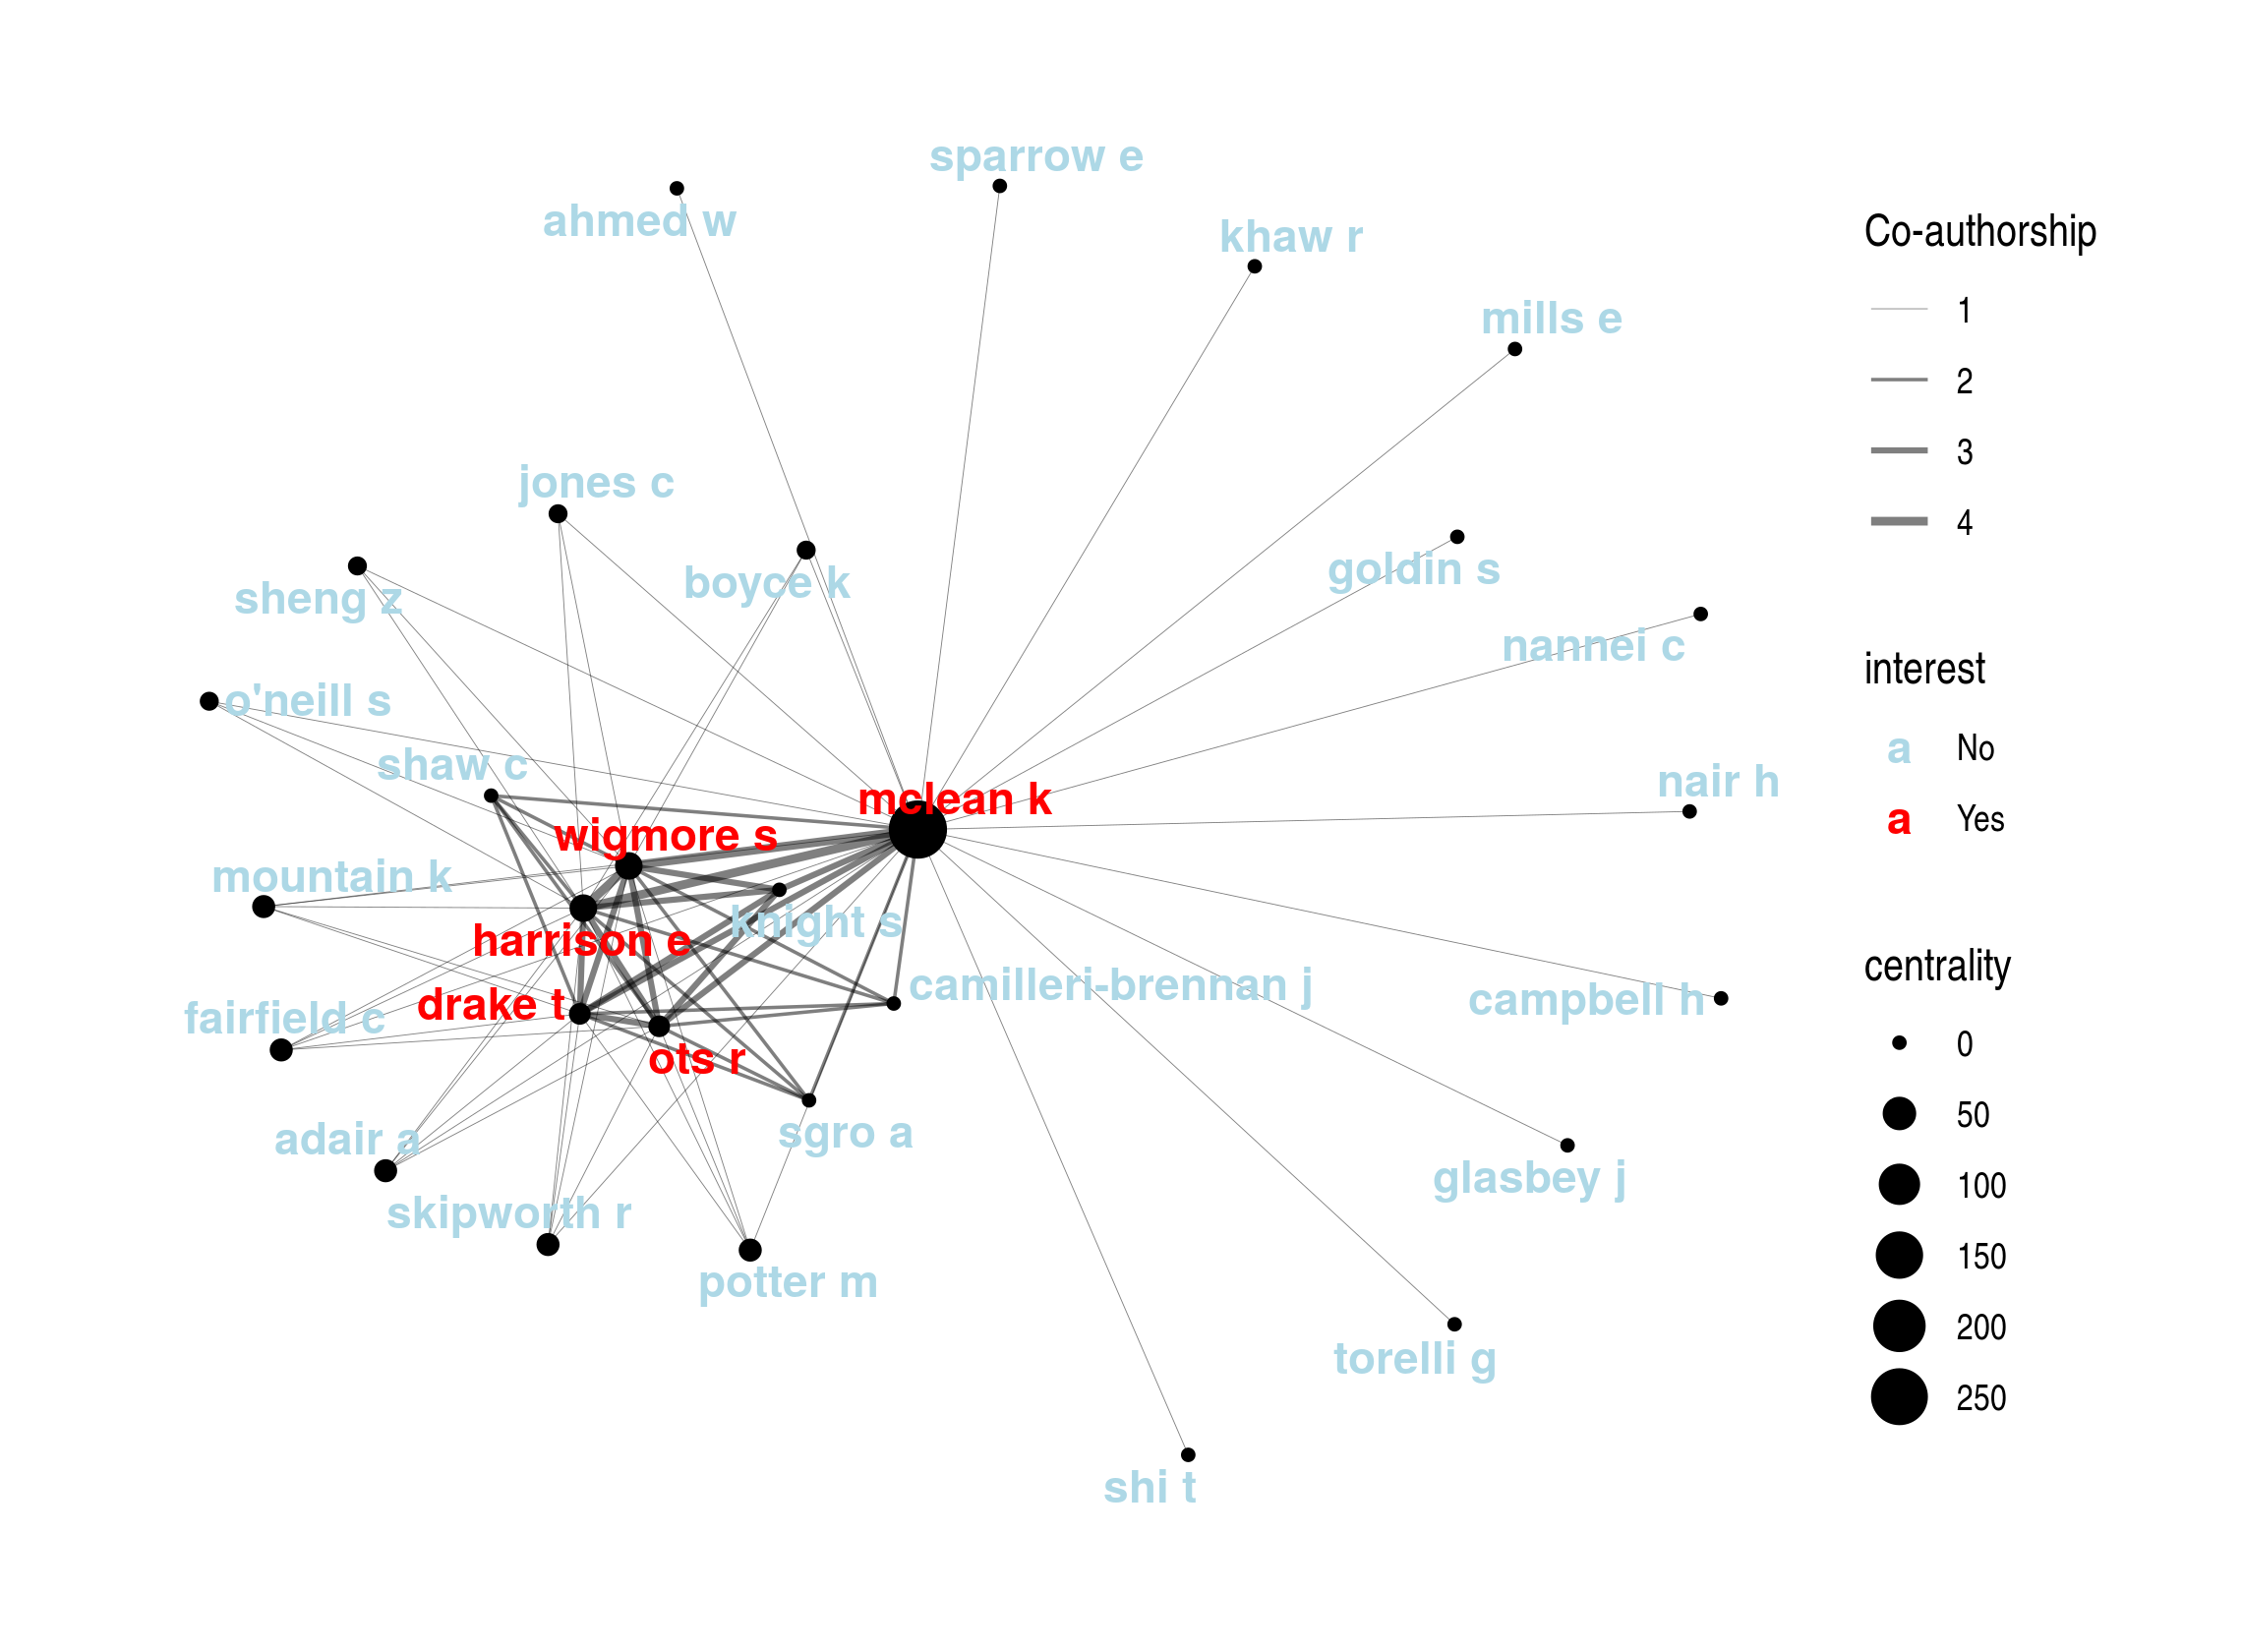 sparrow e
ahmed w
khaw r
mills e
jones c
boyce k
goldin s
sheng z
nannei c
o'neill s
shaw c
nair h
mclean k
wigmore s
mountain k
knight s
harrison e
camilleri-brennan j
campbell h
drake t
fairfield c
ots r
sgro a
adair a
glasbey j
skipworth r
potter m
torelli g
shi t
Co-authorship
1
2
3
4
interest
a No
a Yes
centrality
0
50
100
150
200
250